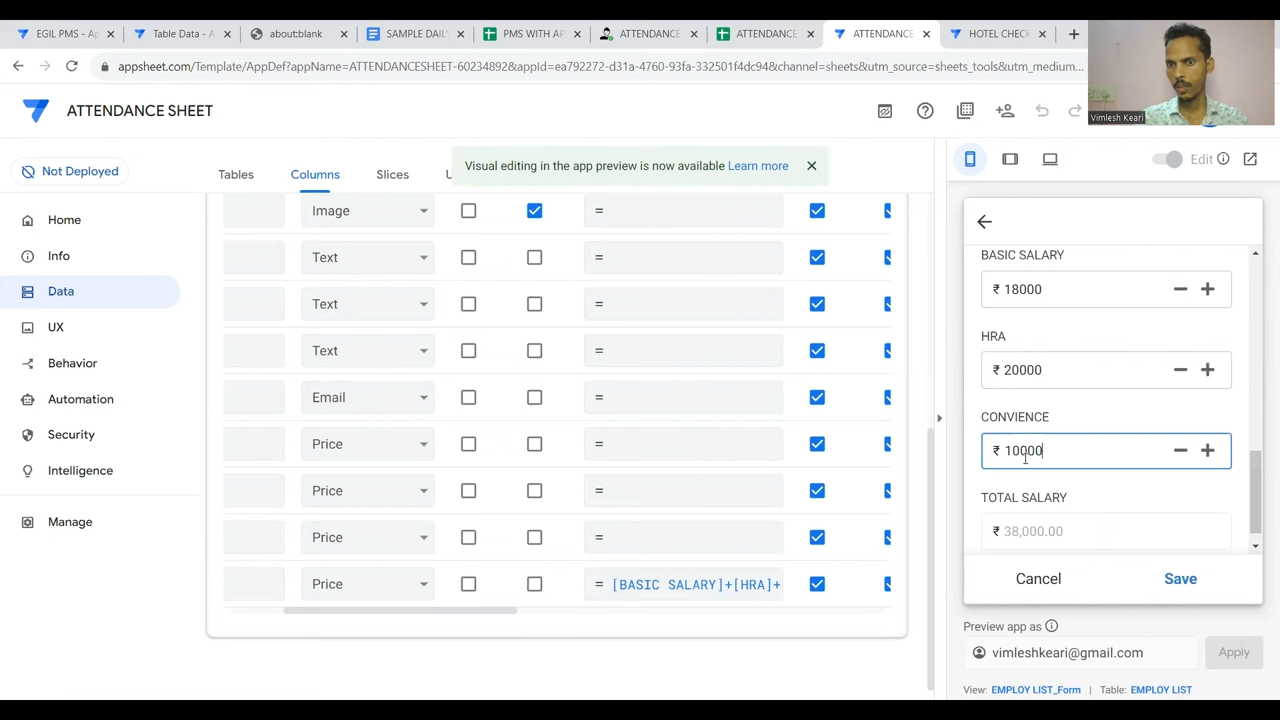 EGIL PMS - Ap
Table Data - A
about:blank
SAMPLE DAIL
PMS WITH AP
ATTENDANCE
ATTENDANCE
ATTENDANCE
HOTEL CHECK
appsheet.com/Template/AppDef?appName=ATTENDANCESHEET-60234892&appId=ea792272-d31a-4760-93fa-332501f4dc94&channel=sheets&utm_source=sheets_tools&utm_medium...
Vimlesh Keari
ATTENDANCE SHEET
Not Deployed
Visual editing in the app preview is now available Learn more
Edit
Tables
Columns
Slices
U
Home
Info
Data
UX
Behavior
Automation
Security
Intelligence
Manage
Image
=
Text
=
Text
=
Text
=
Email
=
Price
=
Price
=
Price
=
Price
= [BASIC SALARY]+[HRA]+
BASIC SALARY
₹ 18000
HRA
₹ 20000
CONVIENCE
₹ 10000
TOTAL SALARY
₹ 38,000.00
Cancel
Save
Preview app as
vimleshkeari@gmail.com
Apply
View: EMPLOY LIST_Form | Table: EMPLOY LIST